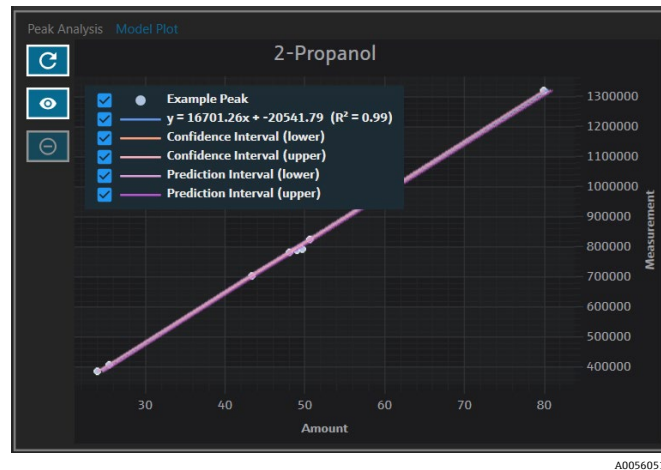 Peak Analysis Model Plot
2-Propanol
Example Peak
y = 16701.26x + -20541.79 (R² = 0.99)
Confidence Interval (lower)
Confidence Interval (upper)
Prediction Interval (lower)
Prediction Interval (upper)
1300000
1200000
1100000
1000000
900000
800000
700000
600000
500000
400000
Measurement
30 40 50 60 70 80
Amount